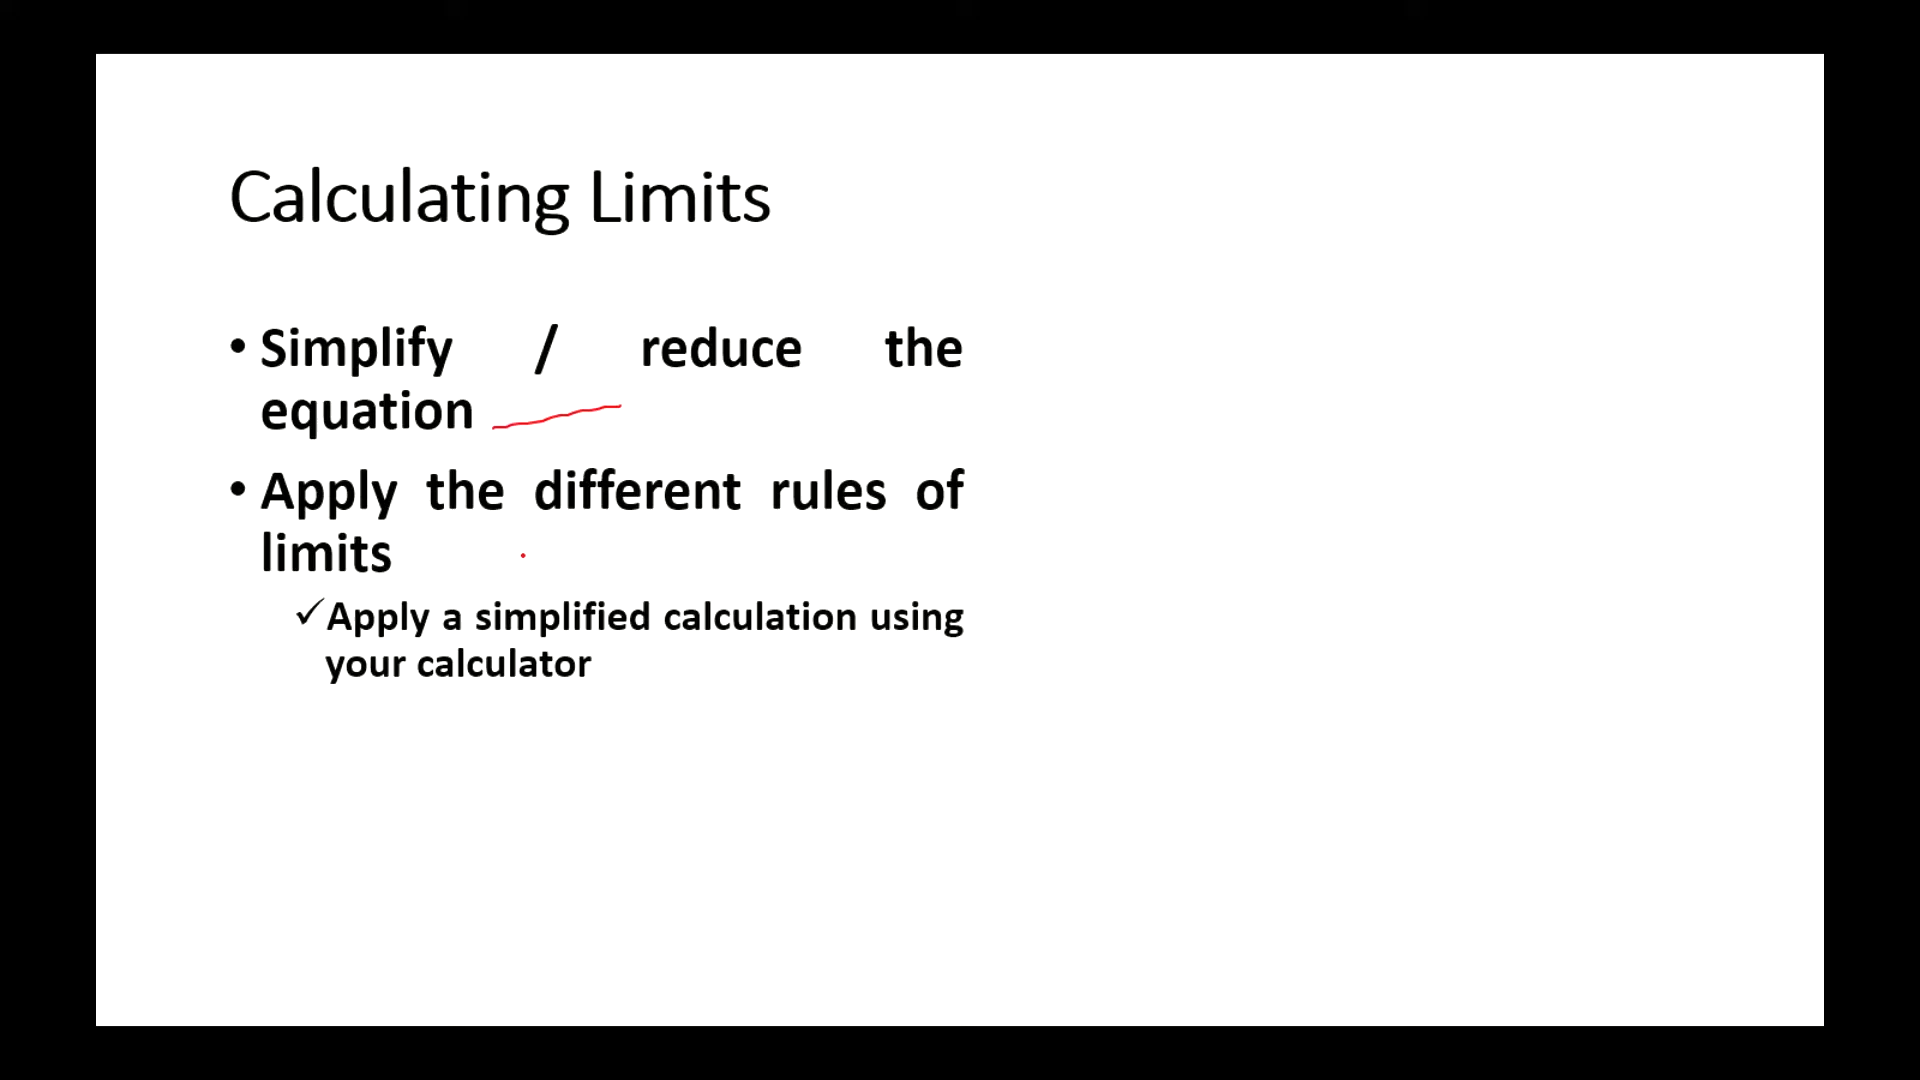 Calculating Limits
• Simplify / reduce the
equation
• Apply the different rules of
limits
✓Apply a simplified calculation using
your calculator